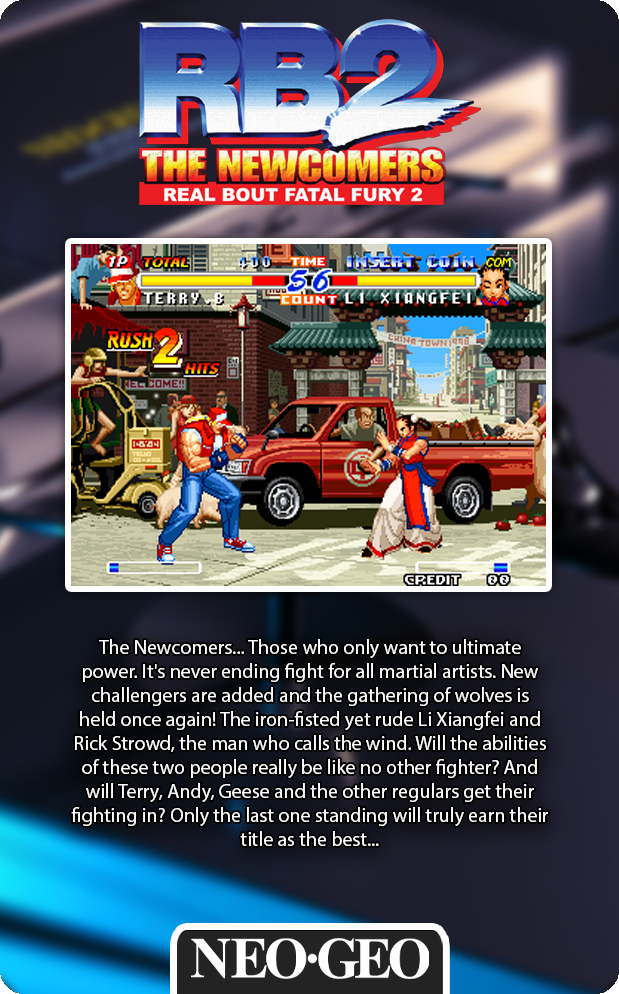 RB2
THE NEWCOMERS
REAL BOUT FATAL FURY 2
1P TOTAL 400 TIME INSERT COIN COM
56
TERRY.B COUNT LI XIANGFEI
CHINA TOWN 1998
RUSH 2 HITS
WELCOME!!
CREDIT 00
The Newcomers... Those who only want to ultimate
power. It's never ending fight for all martial artists. New
challengers are added and the gathering of wolves is
held once again! The iron-fisted yet rude Li Xiangfei and
Rick Strowd, the man who calls the wind. Will the abilities
of these two people really be like no other fighter? And
will Terry, Andy, Geese and the other regulars get their
fighting in? Only the last one standing will truly earn their
title as the best...
NEO•GEO